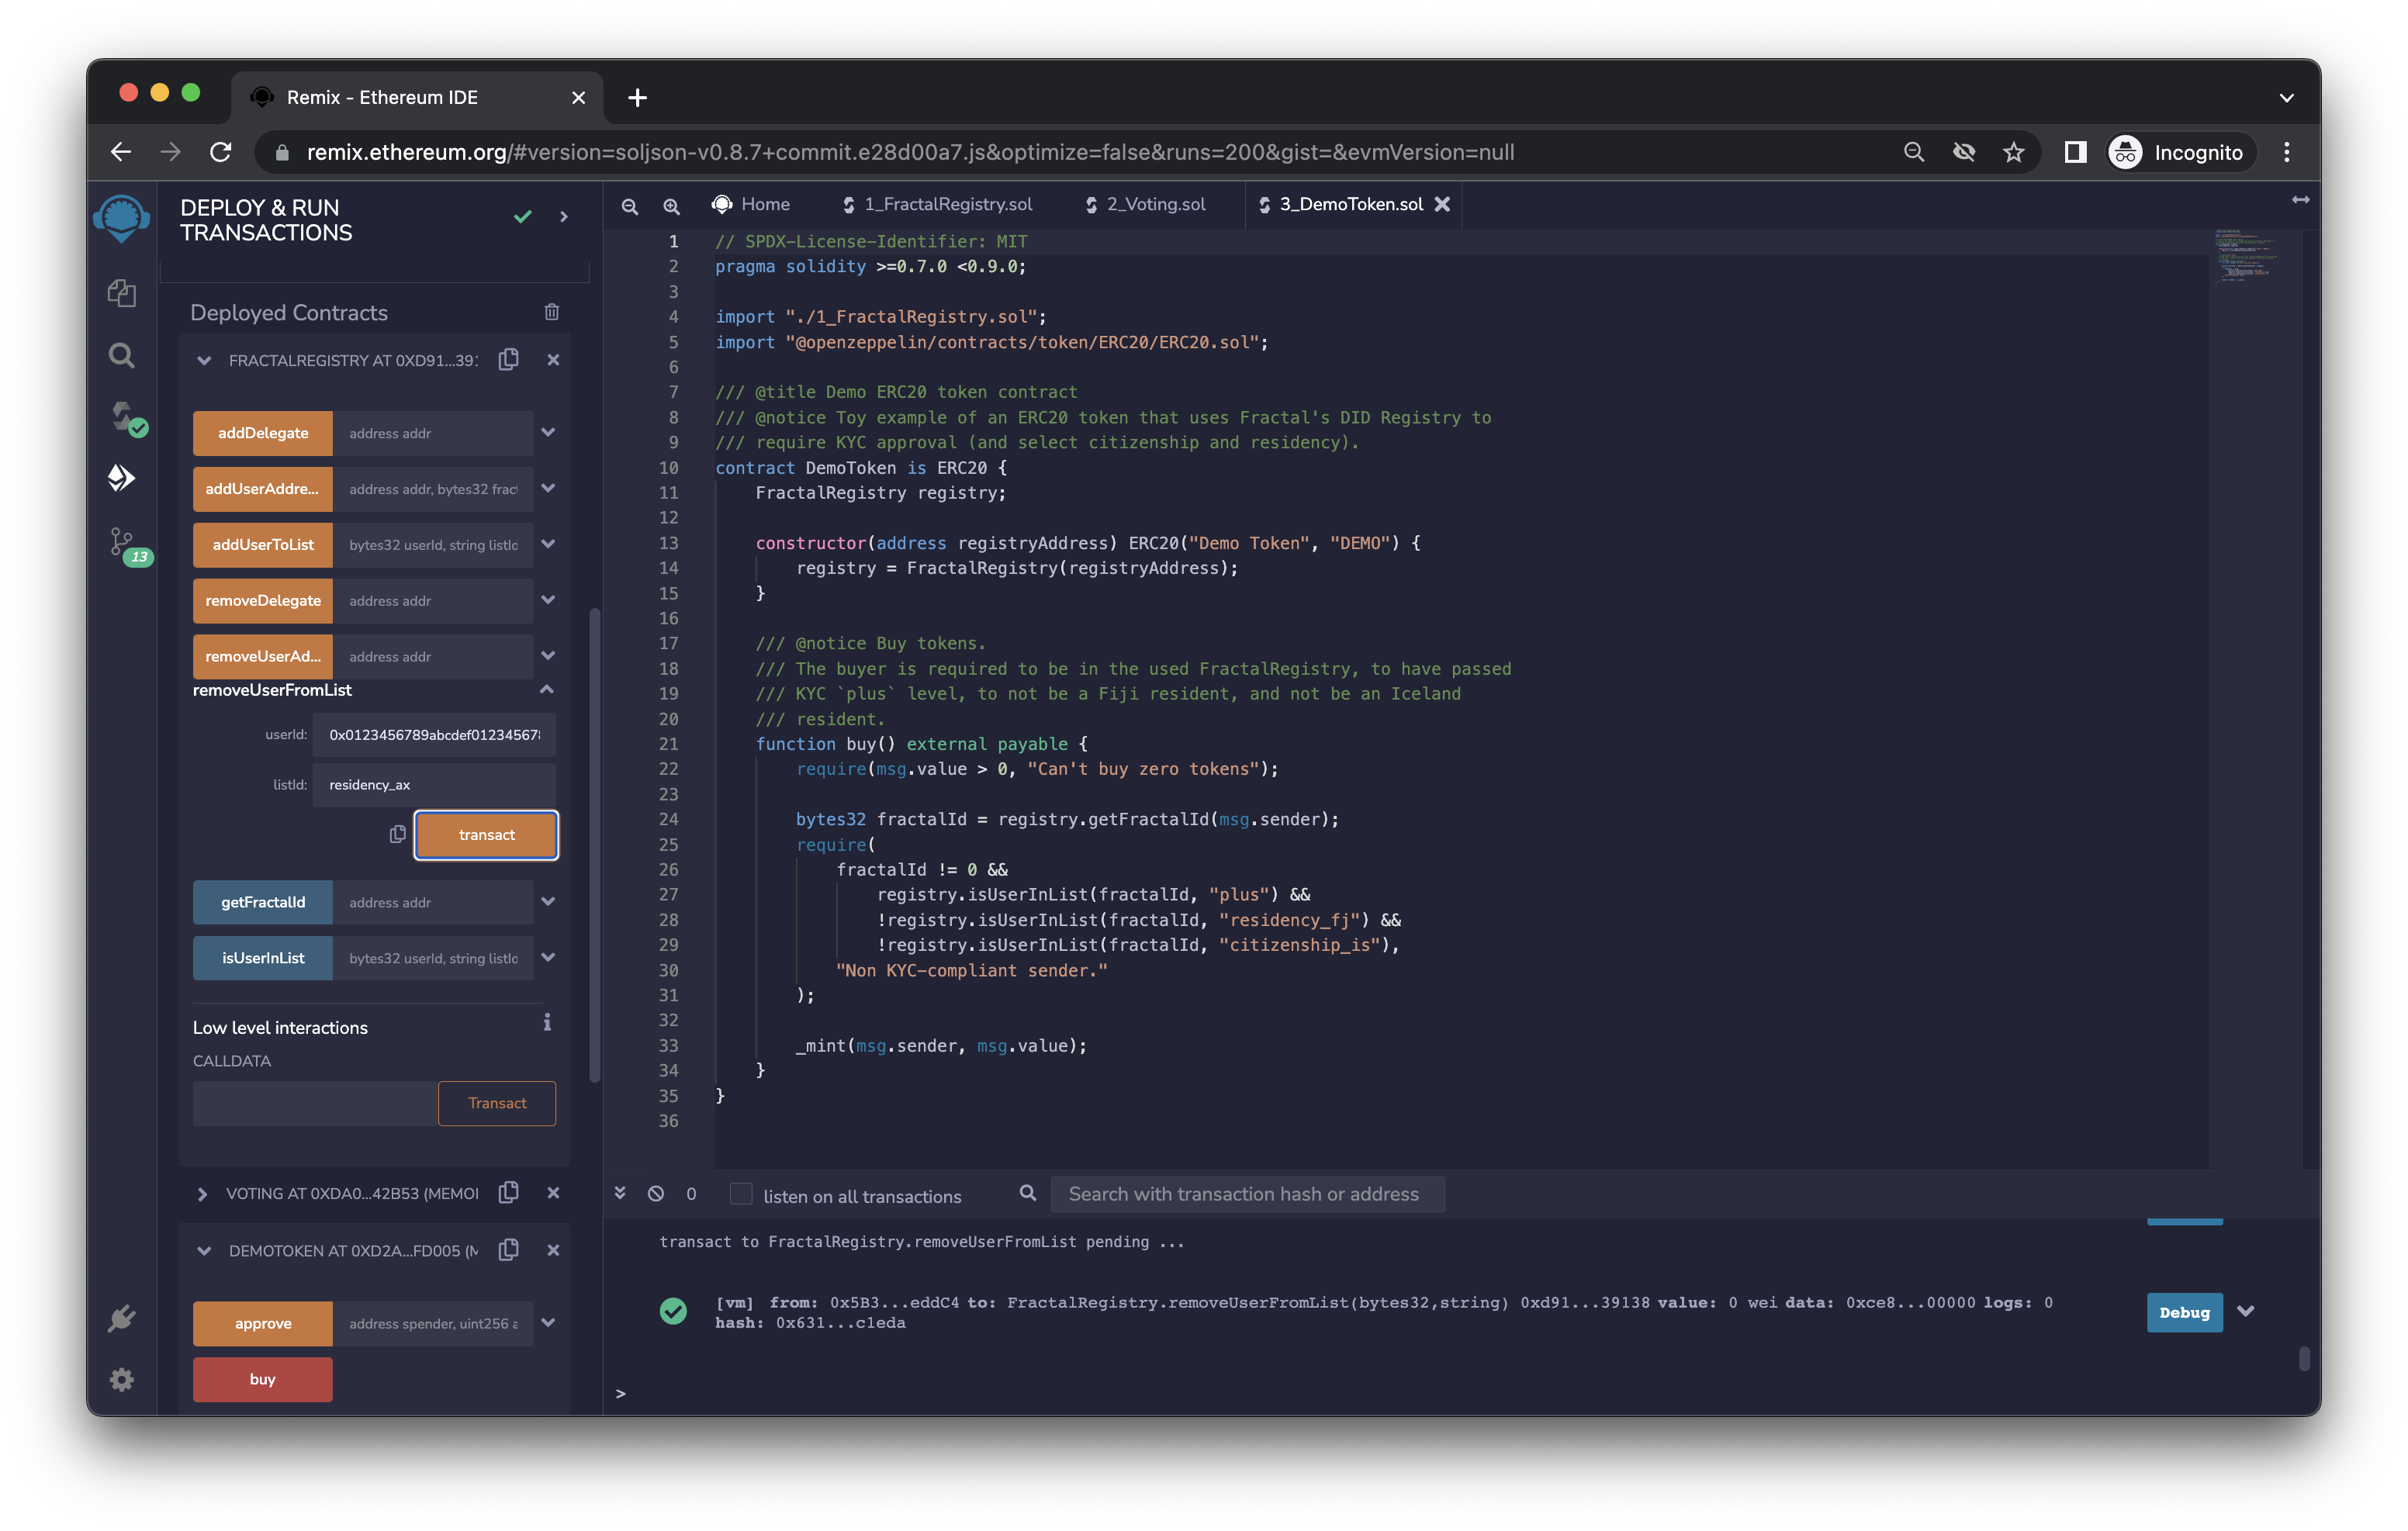 Remix - Ethereum IDE
remix.ethereum.org/#version=soljson-v0.8.7+commit.e28d00a7.js&optimize=false&runs=200&gist=&evmVersion=null
Incognito
DEPLOY & RUN
TRANSACTIONS
Deployed Contracts
FRACTALREGISTRY AT 0XD91...391
addDelegate address addr
addUserAddre... address addr, bytes32 fract
addUserToList bytes32 userId, string listId
removeDelegate address addr
removeUserAd... address addr
removeUserFromList
userId: 0x0123456789abcdef012345678
listId: residency_ax
transact
getFractalId address addr
isUserInList bytes32 userId, string listId
Low level interactions
CALLDATA
Transact
VOTING AT 0XDA0...42B53 (MEMOI
DEMOTOKEN AT 0XD2A...FD005 (M
approve address spender, uint256 a
buy
13
Home 1_FractalRegistry.sol 2_Voting.sol 3_DemoToken.sol
1 // SPDX-License-Identifier: MIT
2 pragma solidity >=0.7.0 <0.9.0;
3
4 import "./1_FractalRegistry.sol";
5 import "@openzeppelin/contracts/token/ERC20/ERC20.sol";
6
7 /// @title Demo ERC20 token contract
8 /// @notice Toy example of an ERC20 token that uses Fractal's DID Registry to
9 /// require KYC approval (and select citizenship and residency).
10 contract DemoToken is ERC20 {
11 FractalRegistry registry;
12
13 constructor(address registryAddress) ERC20("Demo Token", "DEMO") {
14 registry = FractalRegistry(registryAddress);
15 }
16
17 /// @notice Buy tokens.
18 /// The buyer is required to be in the used FractalRegistry, to have passed
19 /// KYC `plus` level, to not be a Fiji resident, and not be an Iceland
20 /// resident.
21 function buy() external payable {
22 require(msg.value > 0, "Can't buy zero tokens");
23
24 bytes32 fractalId = registry.getFractalId(msg.sender);
25 require(
26 fractalId != 0 &&
27 registry.isUserInList(fractalId, "plus") &&
28 !registry.isUserInList(fractalId, "residency_fj") &&
29 !registry.isUserInList(fractalId, "citizenship_is"),
30 "Non KYC-compliant sender."
31 );
32
33 _mint(msg.sender, msg.value);
34 }
35 }
36
0 listen on all transactions Search with transaction hash or address
transact to FractalRegistry.removeUserFromList pending ...
[vm] from: 0x5B3...eddC4 to: FractalRegistry.removeUserFromList(bytes32,string) 0xd91...39138 value: 0 wei data: 0xce8...00000 logs: 0
hash: 0x631...c1eda
Debug
>